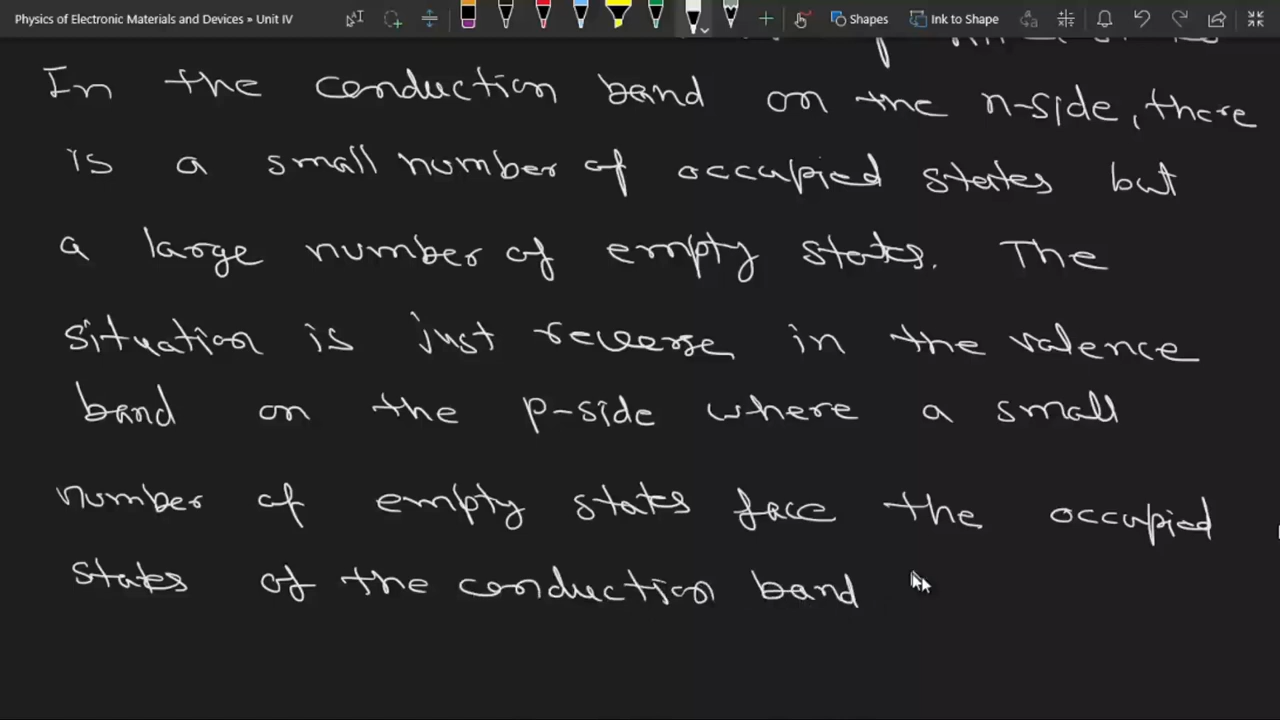 Physics of Electronic Materials and Devices » Unit IV
Shapes
Ink to Shape
In the conduction band on the n-side, there
is a small number of occupied states but
a large number of empty states. The
situation is just reverse in the valence
band on the p-side where a small
number of empty states face the occupied
states of the conduction band